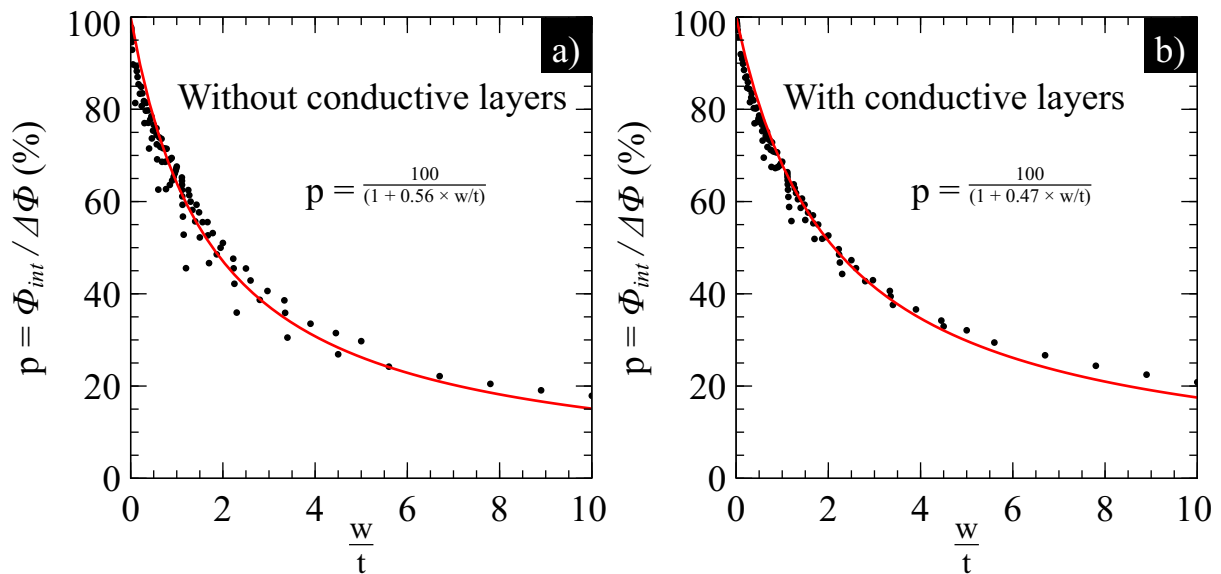 a)
Without conductive layers
p = 100 / (1 + 0.56 × w/t)
p = Φint / ΔΦ (%)
100
80
60
40
20
0
0 2 4 6 8 10
w
t
b)
With conductive layers
p = 100 / (1 + 0.47 × w/t)
p = Φint / ΔΦ (%)
100
80
60
40
20
0
0 2 4 6 8 10
w
t